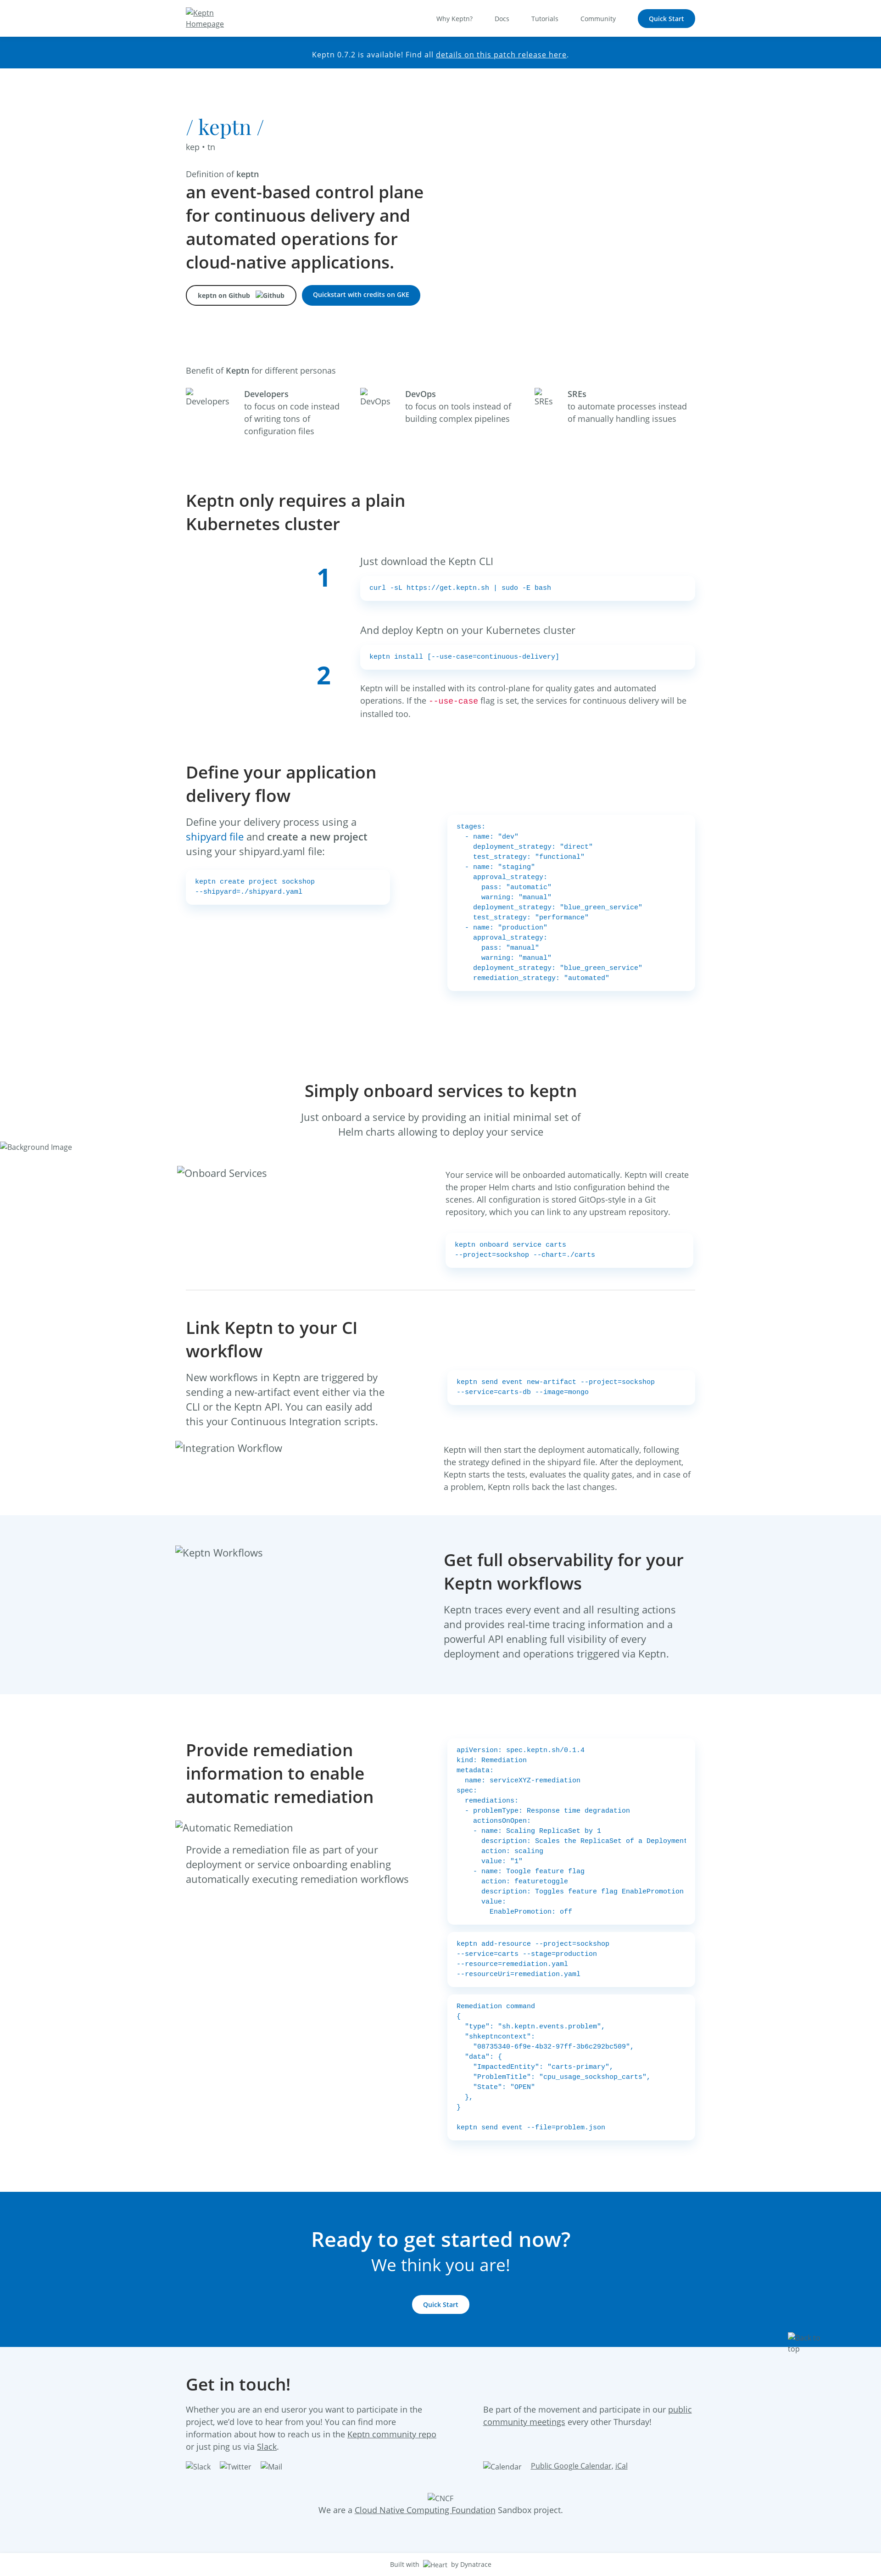 Keptn
Homepage
Why Keptn?
Docs
Tutorials
Community
Quick Start
Keptn 0.7.2 is available! Find all details on this patch release here.
/ keptn /
kep • tn
Definition of keptn
an event-based control plane
for continuous delivery and
automated operations for
cloud-native applications.
keptn on Github Github
Quickstart with credits on GKE
Benefit of Keptn for different personas
Developers
Developers
to focus on code instead
of writing tons of
configuration files
DevOps
DevOps
to focus on tools instead of
building complex pipelines
SREs
SREs
to automate processes instead
of manually handling issues
Keptn only requires a plain
Kubernetes cluster
1
Just download the Keptn CLI
curl -sL https://get.keptn.sh | sudo -E bash
2
And deploy Keptn on your Kubernetes cluster
keptn install [--use-case=continuous-delivery]
Keptn will be installed with its control-plane for quality gates and automated
operations. If the --use-case flag is set, the services for continuous delivery will be
installed too.
Define your application
delivery flow
Define your delivery process using a
shipyard file and create a new project
using your shipyard.yaml file:
keptn create project sockshop
--shipyard=./shipyard.yaml
stages:
  - name: "dev"
    deployment_strategy: "direct"
    test_strategy: "functional"
  - name: "staging"
    approval_strategy:
      pass: "automatic"
      warning: "manual"
    deployment_strategy: "blue_green_service"
    test_strategy: "performance"
  - name: "production"
    approval_strategy:
      pass: "manual"
      warning: "manual"
    deployment_strategy: "blue_green_service"
    remediation_strategy: "automated"
Simply onboard services to keptn
Just onboard a service by providing an initial minimal set of
Helm charts allowing to deploy your service
Background Image
Onboard Services
Your service will be onboarded automatically. Keptn will create
the proper Helm charts and Istio configuration behind the
scenes. All configuration is stored GitOps-style in a Git
repository, which you can link to any upstream repository.
keptn onboard service carts
--project=sockshop --chart=./carts
Link Keptn to your CI
workflow
New workflows in Keptn are triggered by
sending a new-artifact event either via the
CLI or the Keptn API. You can easily add
this your Continuous Integration scripts.
keptn send event new-artifact --project=sockshop
--service=carts-db --image=mongo
Integration Workflow
Keptn will then start the deployment automatically, following
the strategy defined in the shipyard file. After the deployment,
Keptn starts the tests, evaluates the quality gates, and in case of
a problem, Keptn rolls back the last changes.
Keptn Workflows
Get full observability for your
Keptn workflows
Keptn traces every event and all resulting actions
and provides real-time tracing information and a
powerful API enabling full visibility of every
deployment and operations triggered via Keptn.
Provide remediation
information to enable
automatic remediation
Automatic Remediation
Provide a remediation file as part of your
deployment or service onboarding enabling
automatically executing remediation workflows
apiVersion: spec.keptn.sh/0.1.4
kind: Remediation
metadata:
  name: serviceXYZ-remediation
spec:
  remediations:
  - problemType: Response time degradation
    actionsOnOpen:
    - name: Scaling ReplicaSet by 1
      description: Scales the ReplicaSet of a Deployment
      action: scaling
      value: "1"
    - name: Toogle feature flag
      action: featuretoggle
      description: Toggles feature flag EnablePromotion
      value:
        EnablePromotion: off
keptn add-resource --project=sockshop
--service=carts --stage=production
--resource=remediation.yaml
--resourceUri=remediation.yaml
Remediation command
{
  "type": "sh.keptn.events.problem",
  "shkeptncontext":
    "08735340-6f9e-4b32-97ff-3b6c292bc509",
  "data": {
    "ImpactedEntity": "carts-primary",
    "ProblemTitle": "cpu_usage_sockshop_carts",
    "State": "OPEN"
  },
}
keptn send event --file=problem.json
Ready to get started now?
We think you are!
Quick Start
top
Get in touch!
Whether you are an end useror you want to participate in the
project, we'd love to hear from you! You can find more
information about how to reach us in the Keptn community repo
or just ping us via Slack.
Slack
Twitter
Mail
Be part of the movement and participate in our public
community meetings every other Thursday!
Calendar
Public Google Calendar, iCal
CNCF
We are a Cloud Native Computing Foundation Sandbox project.
Built with Heart by Dynatrace